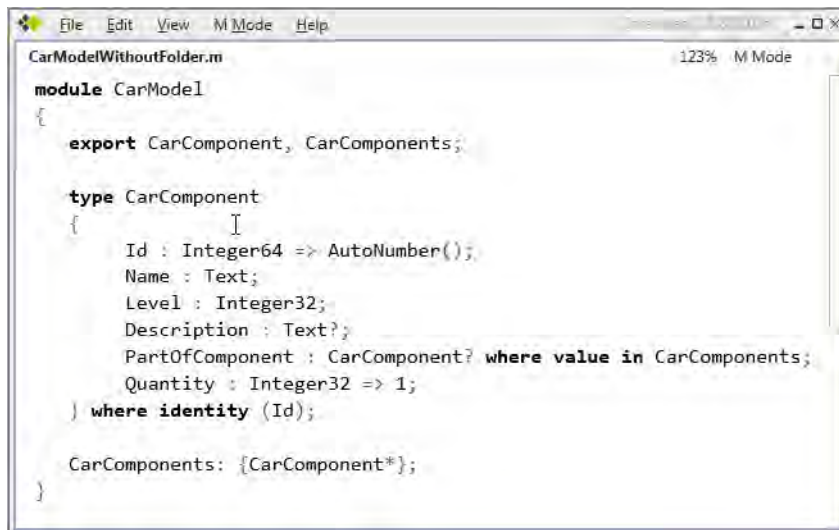 File Edit View M Mode Help
CarModelWithoutFolder.m 123% M Mode
module CarModel
{
export CarComponent, CarComponents;
type CarComponent
{
Id : Integer64 => AutoNumber();
Name : Text;
Level : Integer32;
Description : Text?;
PartOfComponent : CarComponent? where value in CarComponents;
Quantity : Integer32 => 1;
} where identity (Id);
CarComponents: {CarComponent*};
}